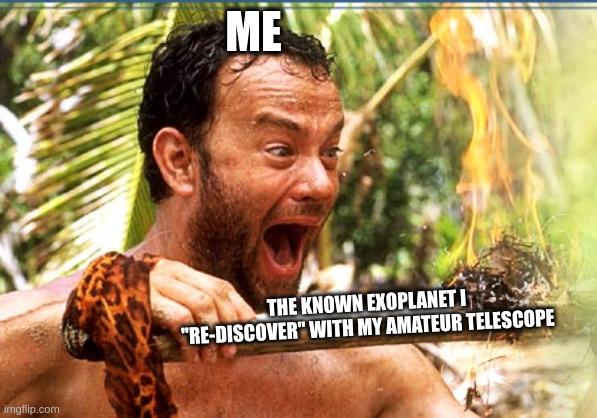 ME
THE KNOWN EXOPLANET I
"RE-DISCOVER" WITH MY AMATEUR TELESCOPE
imgflip.com